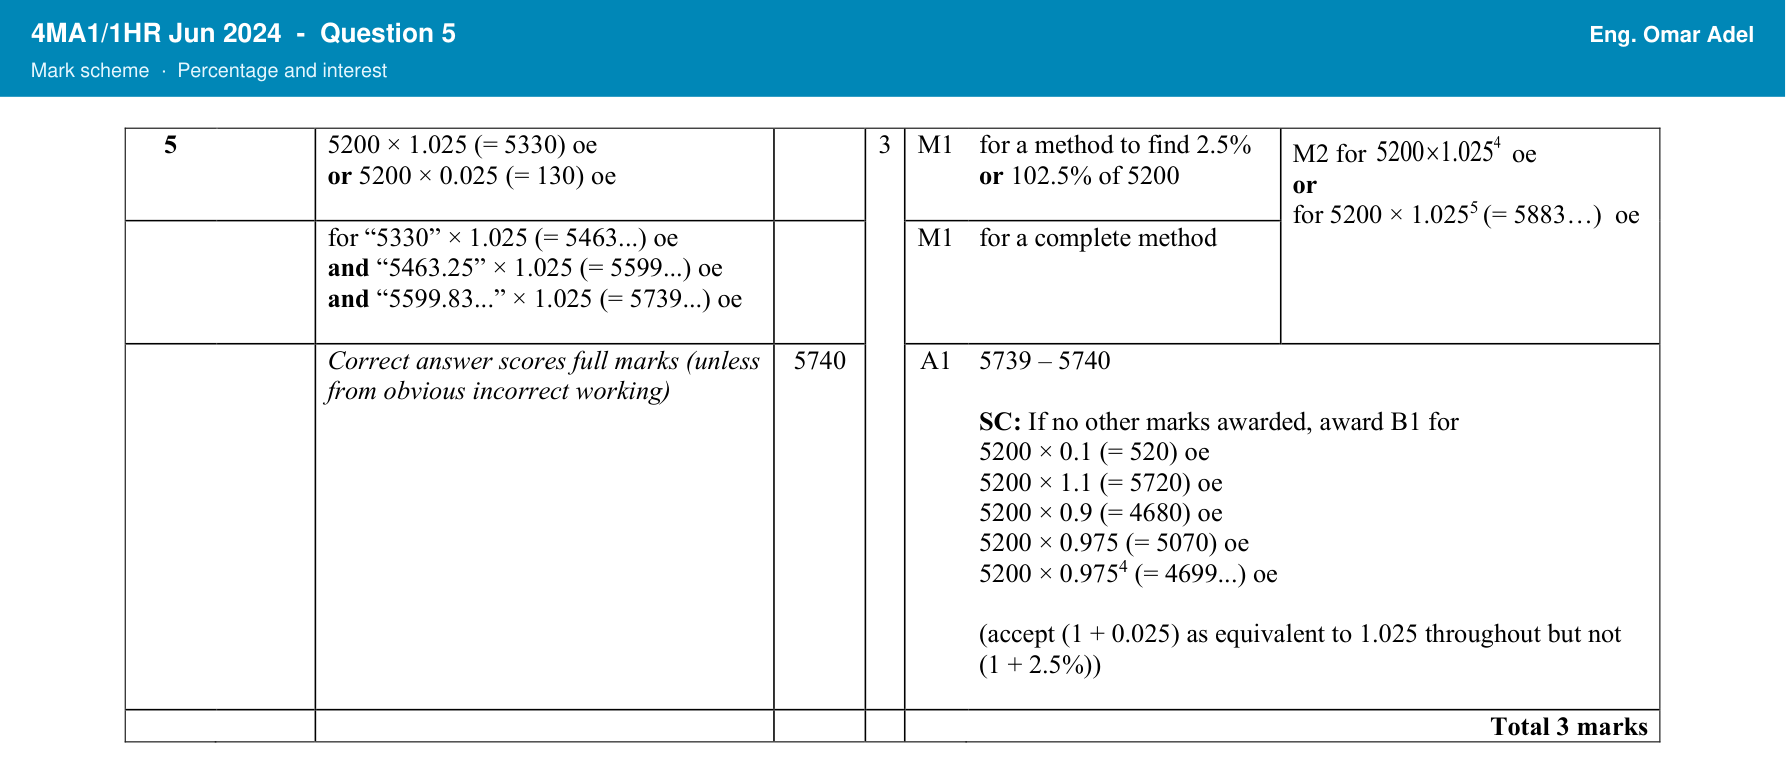 4MA1/1HR Jun 2024 - Question 5
Eng. Omar Adel
Mark scheme · Percentage and interest
5
5200 × 1.025 (= 5330) oe
or 5200 × 0.025 (= 130) oe
3
M1 for a method to find 2.5%
or 102.5% of 5200
M2 for 5200×1.025⁴ oe
or
for 5200 × 1.025⁵ (= 5883…) oe
for “5330” × 1.025 (= 5463...) oe
and “5463.25” × 1.025 (= 5599...) oe
and “5599.83...” × 1.025 (= 5739...) oe
M1 for a complete method
Correct answer scores full marks (unless
from obvious incorrect working)
5740
A1 5739 – 5740
SC: If no other marks awarded, award B1 for
5200 × 0.1 (= 520) oe
5200 × 1.1 (= 5720) oe
5200 × 0.9 (= 4680) oe
5200 × 0.975 (= 5070) oe
5200 × 0.975⁴ (= 4699...) oe
(accept (1 + 0.025) as equivalent to 1.025 throughout but not
(1 + 2.5%))
Total 3 marks